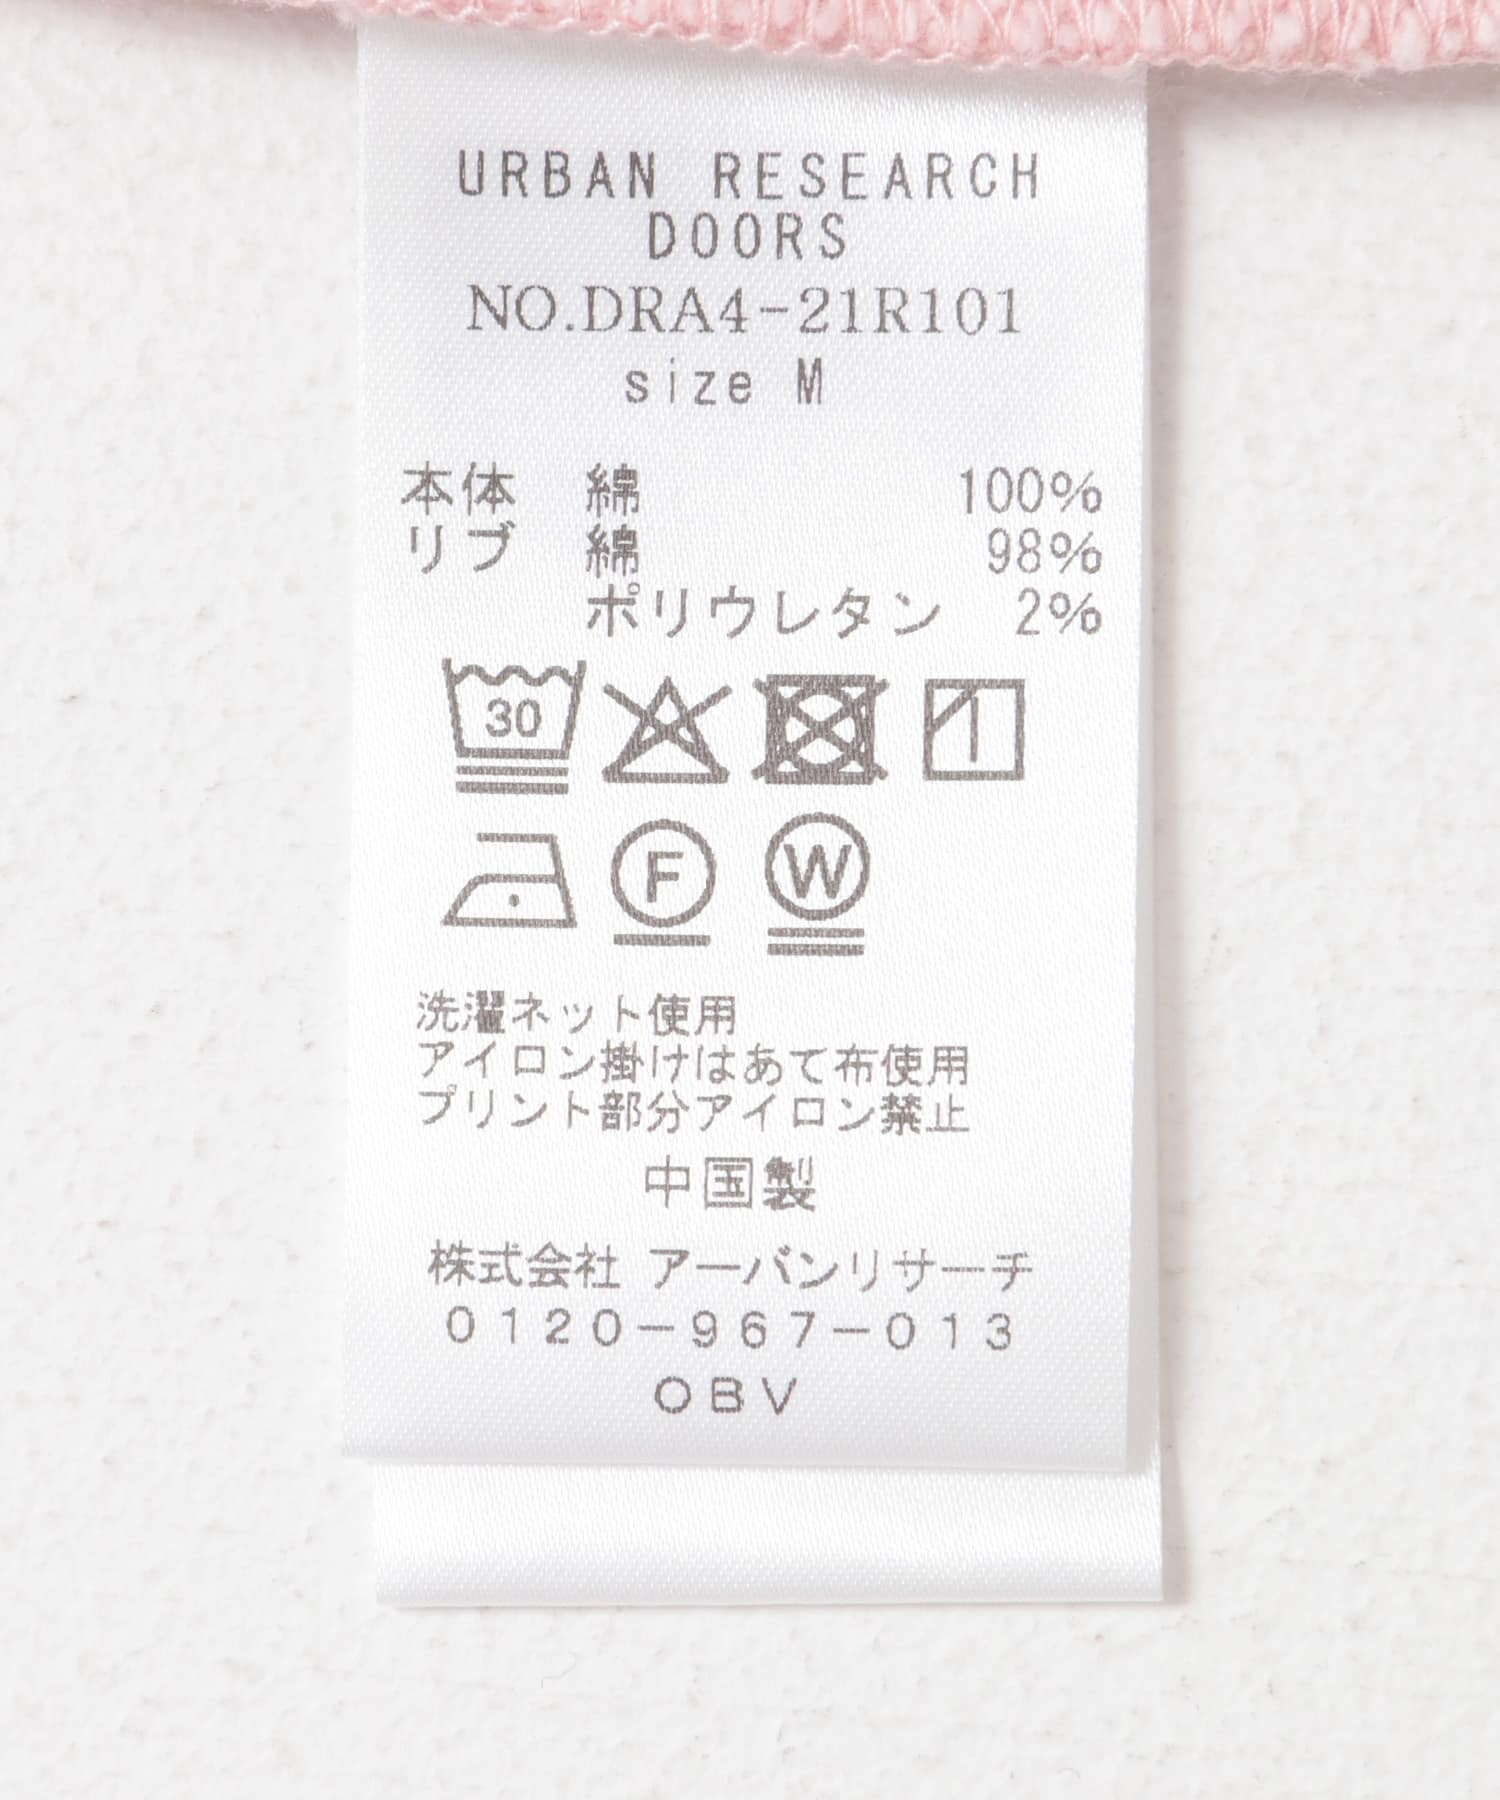 URBAN RESEARCH
DOORS
NO.DRA4-21R101
size M
本体 綿 100%
リブ 綿 98%
ポリウレタン 2%
30
F W
洗濯ネット使用
アイロン掛けはあて布使用
プリント部分アイロン禁止
中国製
株式会社 アーバンリサーチ
0120-967-013
OBV